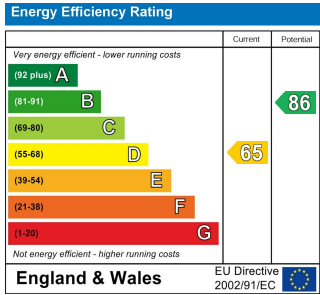 Energy Efficiency Rating
Current Potential
Very energy efficient - lower running costs
(92 plus) A
(81-91) B
86
(69-80) C
(55-68) D
65
(39-54) E
(21-38) F
(1-20) G
Not energy efficient - higher running costs
England & Wales
EU Directive
2002/91/EC